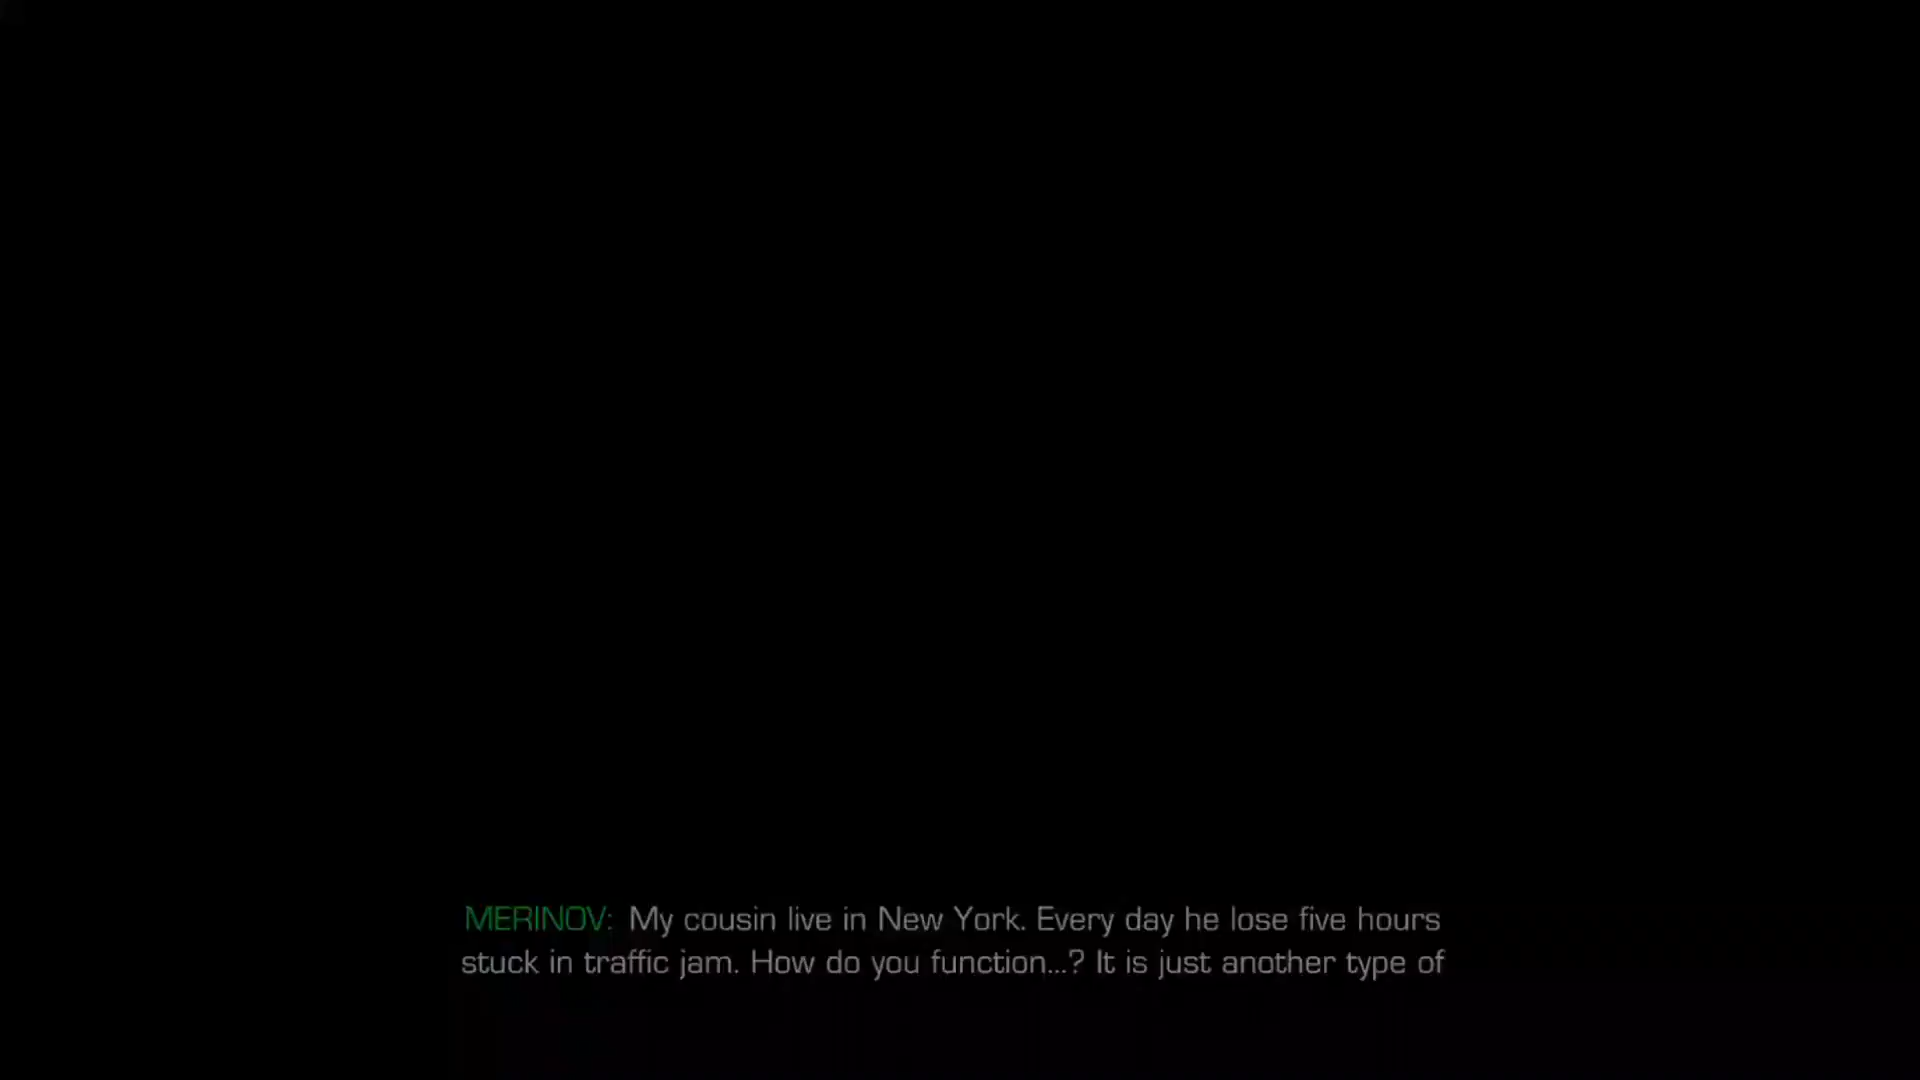 MERINOV: My cousin live in New York. Every day he lose five hours
stuck in traffic jam. How do you function...? It is just another type of